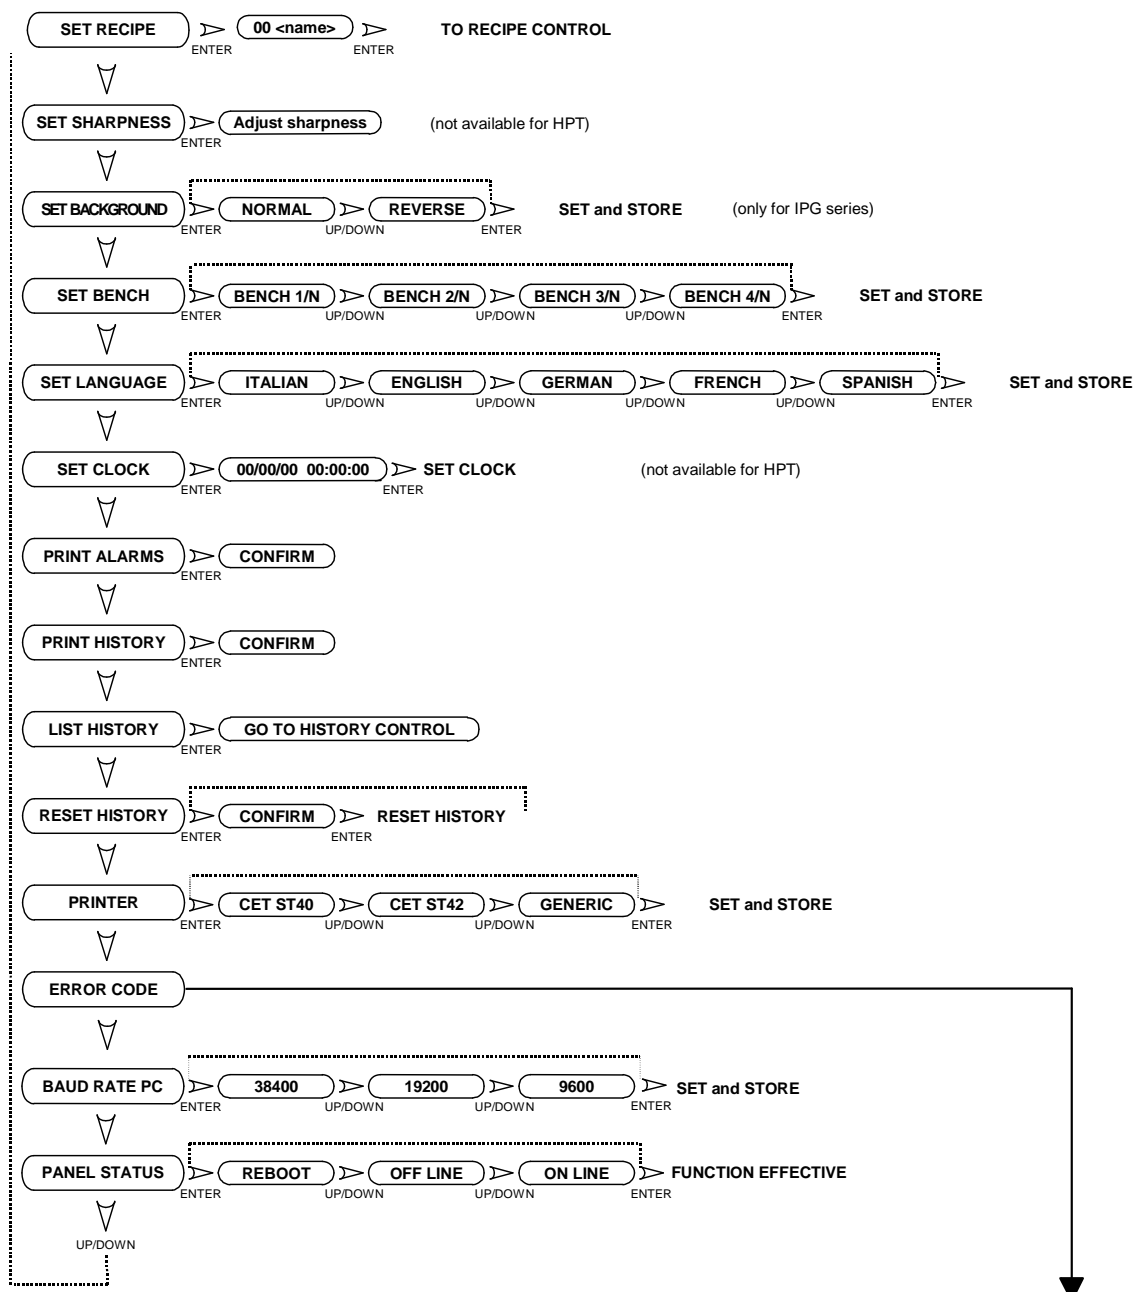 SET RECIPE 00 <name> TO RECIPE CONTROL
ENTER ENTER
SET SHARPNESS Adjust sharpness (not available for HPT)
ENTER
SET BACKGROUND NORMAL REVERSE SET and STORE (only for IPG series)
ENTER UP/DOWN ENTER
SET BENCH BENCH 1/N BENCH 2/N BENCH 3/N BENCH 4/N SET and STORE
ENTER UP/DOWN UP/DOWN UP/DOWN ENTER
SET LANGUAGE ITALIAN ENGLISH GERMAN FRENCH SPANISH SET and STORE
ENTER UP/DOWN UP/DOWN UP/DOWN UP/DOWN ENTER
SET CLOCK 00/00/00 00:00:00 SET CLOCK (not available for HPT)
ENTER ENTER
PRINT ALARMS CONFIRM
ENTER
PRINT HISTORY CONFIRM
ENTER
LIST HISTORY GO TO HISTORY CONTROL
ENTER
RESET HISTORY CONFIRM RESET HISTORY
ENTER ENTER
PRINTER CET ST40 CET ST42 GENERIC SET and STORE
ENTER UP/DOWN UP/DOWN ENTER
ERROR CODE
BAUD RATE PC 38400 19200 9600 SET and STORE
ENTER UP/DOWN UP/DOWN ENTER
PANEL STATUS REBOOT OFF LINE ON LINE FUNCTION EFFECTIVE
ENTER UP/DOWN UP/DOWN ENTER
UP/DOWN